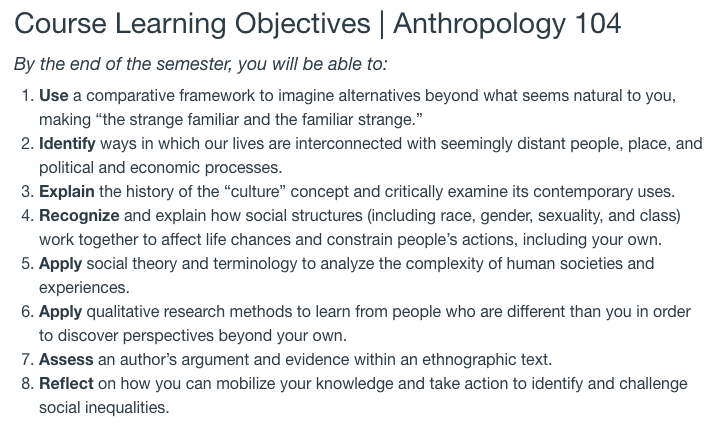 Course Learning Objectives | Anthropology 104
By the end of the semester, you will be able to:
1. Use a comparative framework to imagine alternatives beyond what seems natural to you,
making “the strange familiar and the familiar strange.”
2. Identify ways in which our lives are interconnected with seemingly distant people, place, and
political and economic processes.
3. Explain the history of the “culture” concept and critically examine its contemporary uses.
4. Recognize and explain how social structures (including race, gender, sexuality, and class)
work together to affect life chances and constrain people’s actions, including your own.
5. Apply social theory and terminology to analyze the complexity of human societies and
experiences.
6. Apply qualitative research methods to learn from people who are different than you in order
to discover perspectives beyond your own.
7. Assess an author’s argument and evidence within an ethnographic text.
8. Reflect on how you can mobilize your knowledge and take action to identify and challenge
social inequalities.